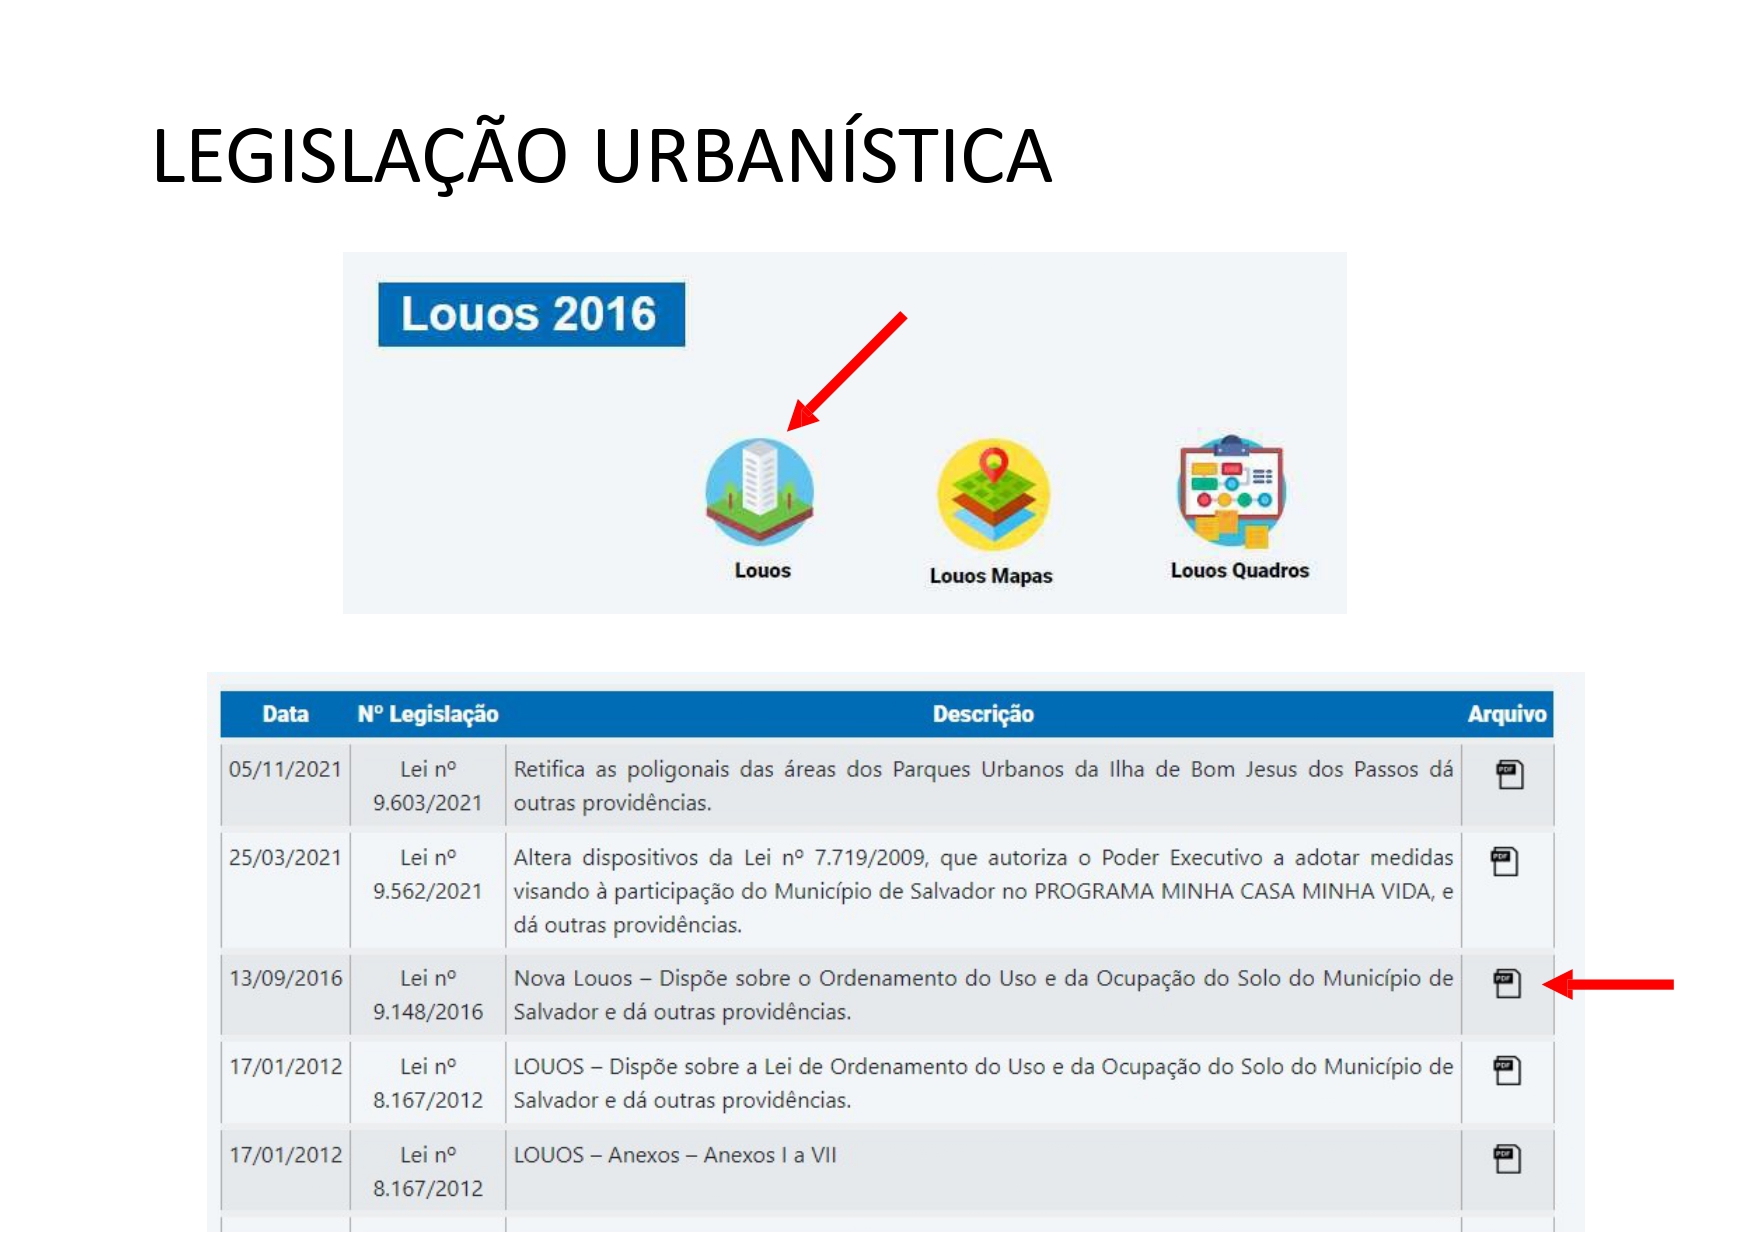 LEGISLAÇÃO URBANÍSTICA
Louos 2016
Louos
Louos Mapas
Louos Quadros
Data Nº Legislação Descrição Arquivo
05/11/2021 Lei nº Retifica as poligonais das áreas dos Parques Urbanos da Ilha de Bom Jesus dos Passos dá PDF
9.603/2021 outras providências.
25/03/2021 Lei nº Altera dispositivos da Lei nº 7.719/2009, que autoriza o Poder Executivo a adotar medidas PDF
9.562/2021 visando à participação do Município de Salvador no PROGRAMA MINHA CASA MINHA VIDA, e
dá outras providências.
13/09/2016 Lei nº Nova Louos – Dispõe sobre o Ordenamento do Uso e da Ocupação do Solo do Município de PDF
9.148/2016 Salvador e dá outras providências.
17/01/2012 Lei nº LOUOS – Dispõe sobre a Lei de Ordenamento do Uso e da Ocupação do Solo do Município de PDF
8.167/2012 Salvador e dá outras providências.
17/01/2012 Lei nº LOUOS – Anexos – Anexos I a VII PDF
8.167/2012